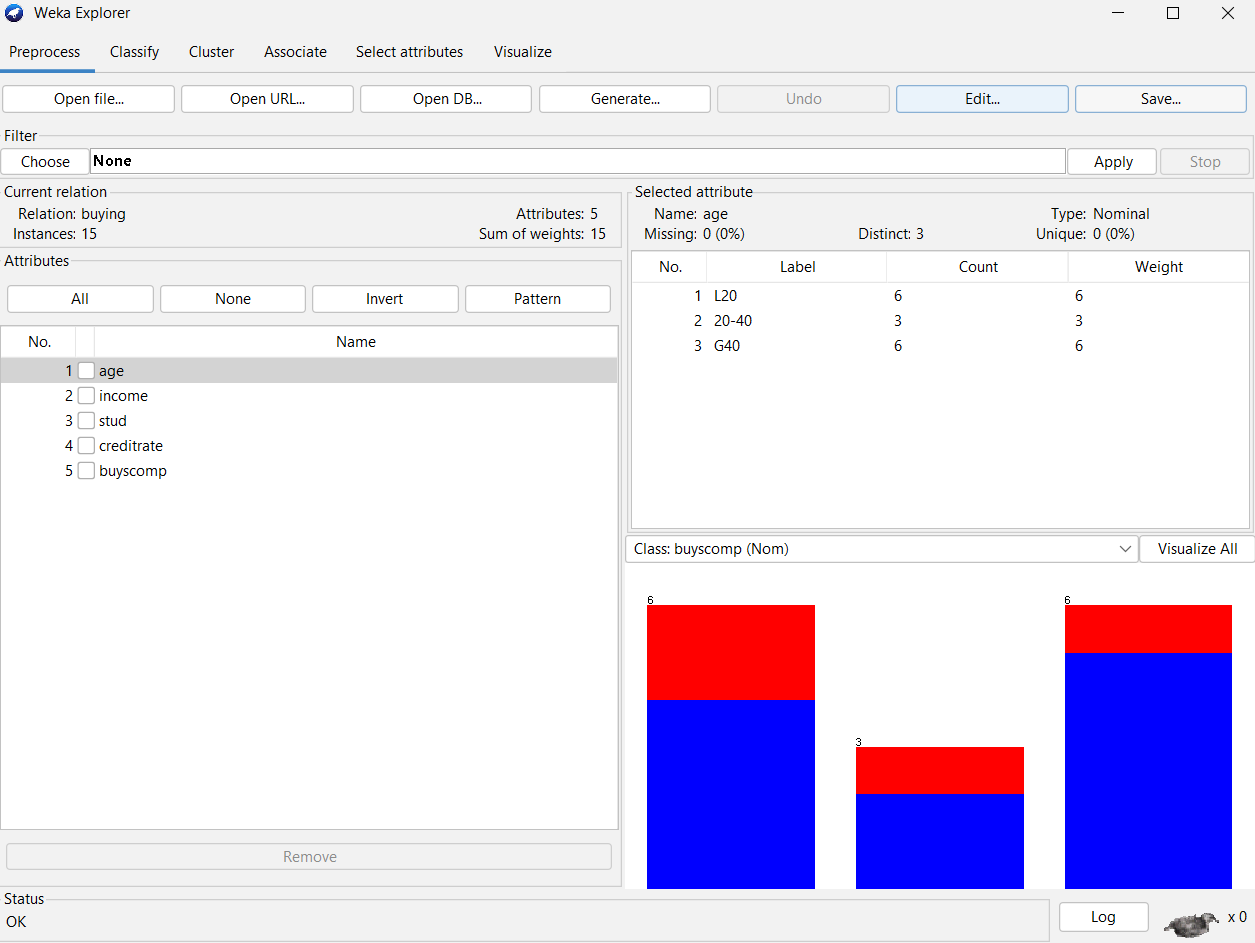 Weka Explorer
Preprocess Classify Cluster Associate Select attributes Visualize
Open file... Open URL... Open DB... Generate... Undo Edit... Save...
Filter
Choose None Apply Stop
Current relation
Relation: buying Attributes: 5
Instances: 15 Sum of weights: 15
Attributes
All None Invert Pattern
No. Name
1 age
2 income
3 stud
4 creditrate
5 buyscomp
Remove
Selected attribute
Name: age Type: Nominal
Missing: 0 (0%) Distinct: 3 Unique: 0 (0%)
No. Label Count Weight
1 L20 6 6
2 20-40 3 3
3 G40 6 6
Class: buyscomp (Nom) Visualize All
6 6
3
Status
OK
Log x 0